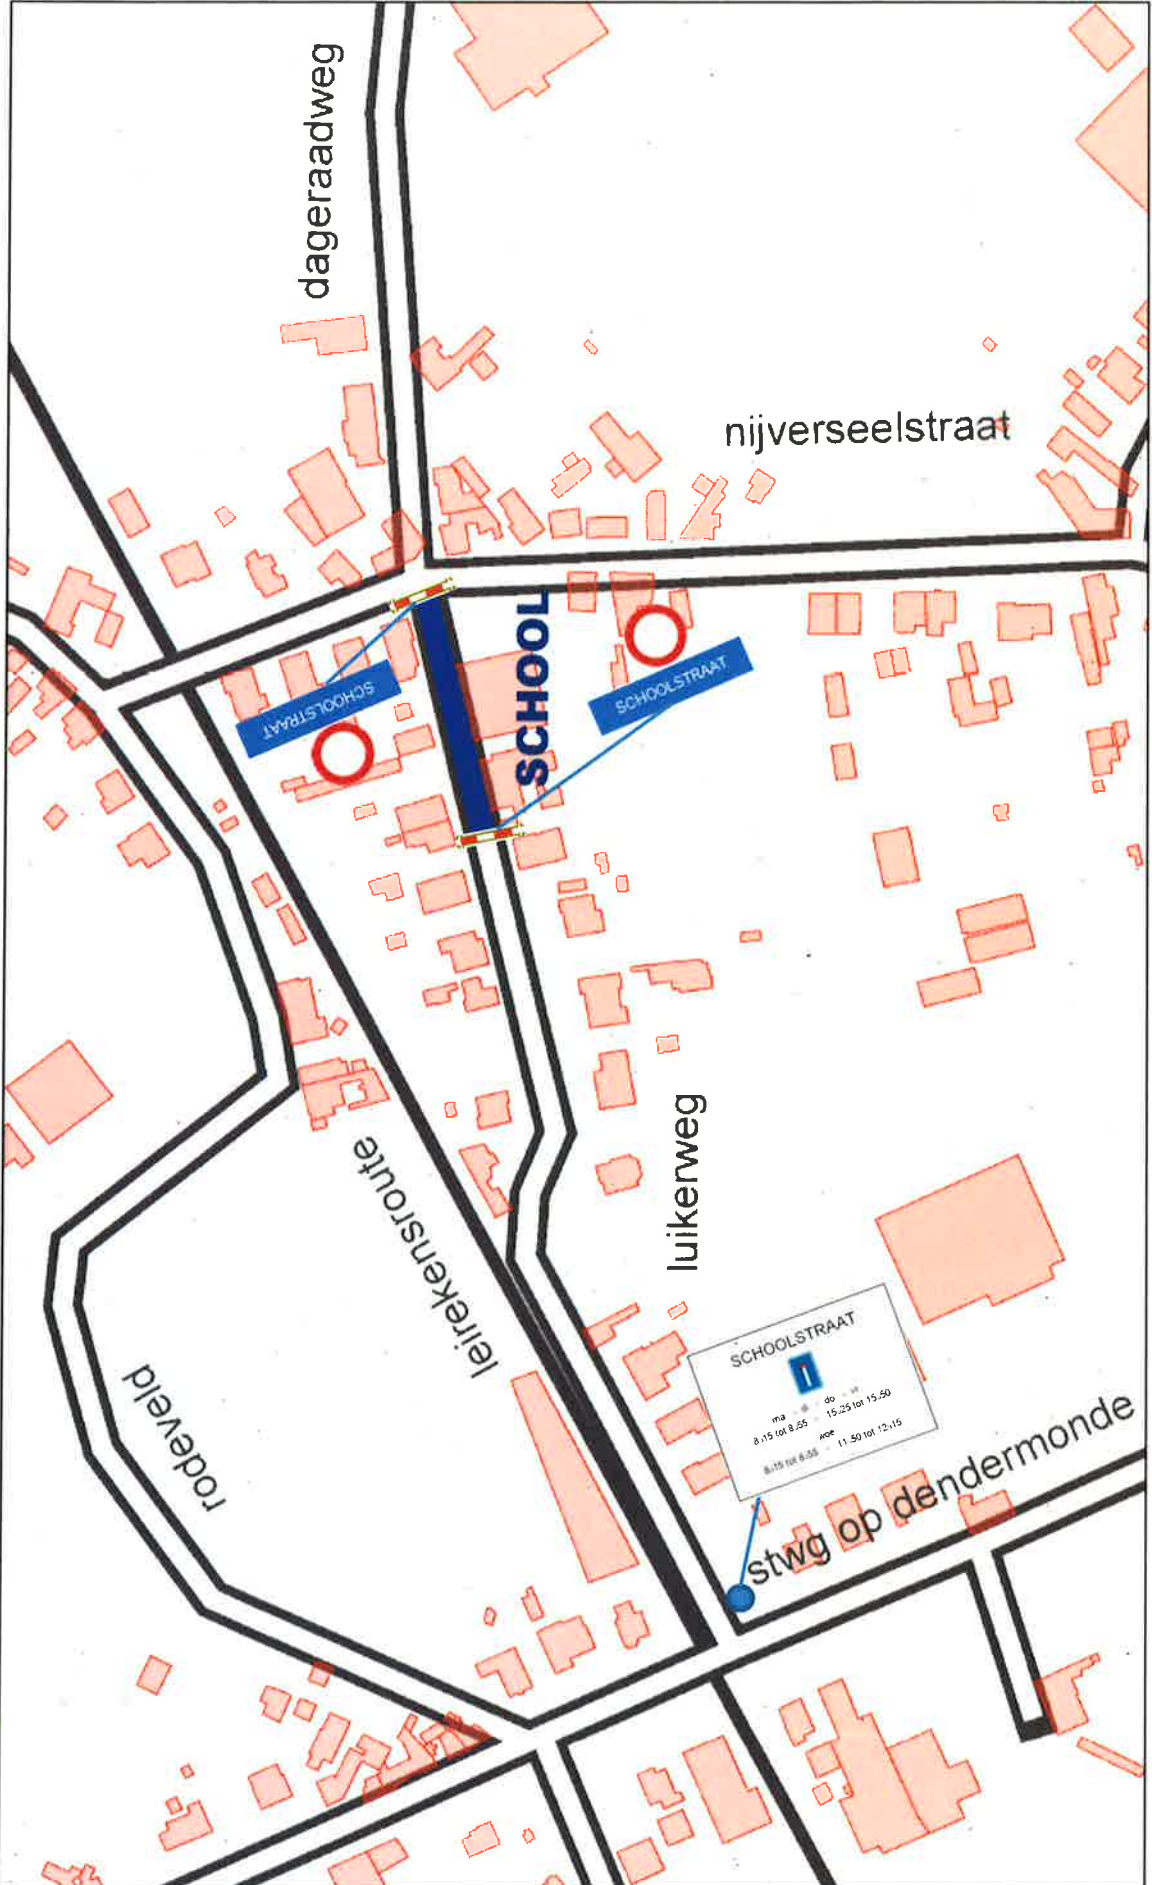 dageraadweg
nijverseelstraat
SCHOOL
SCHOOLSTRAAT
SCHOOLSTRAAT
luikerweg
leirekensroute
rodeveld
SCHOOLSTRAAT
ma di do vr
8.15 tot 8.55 - 15.25 tot 15.50
woe
8.15 tot 8.55 - 11.50 tot 12.15
stwg op dendermonde